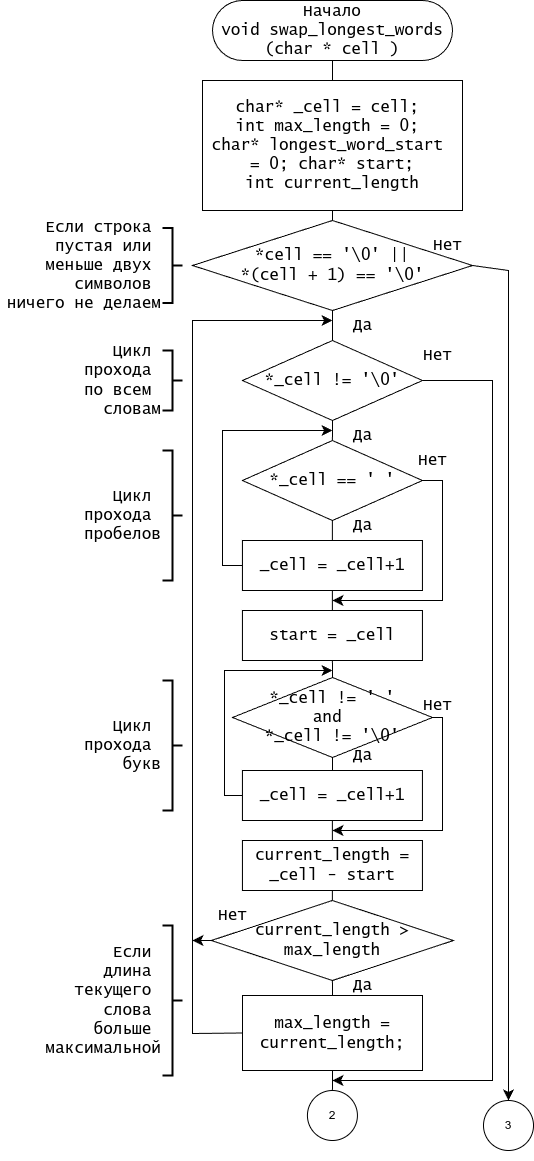 Начало
void swap_longest_words
(char * cell )
char* _cell = cell;
int max_length = 0;
char* longest_word_start
= 0; char* start;
int current_length
Если строка
пустая или
меньше двух
символов
ничего не делаем
*cell == '\0' ||
*(cell + 1) == '\0'
Нет
Да
Цикл
прохода
по всем
словам
*_cell != '\0'
Нет
Да
Цикл
прохода
пробелов
*_cell == ' '
Нет
Да
_cell = _cell+1
start = _cell
Цикл
прохода
букв
*_cell != ' '
and
*_cell != '\0'
Нет
Да
_cell = _cell+1
current_length =
_cell - start
Если
длина
текущего
слова
больше
максимальной
Нет
current_length >
max_length
Да
max_length =
current_length;
2
3